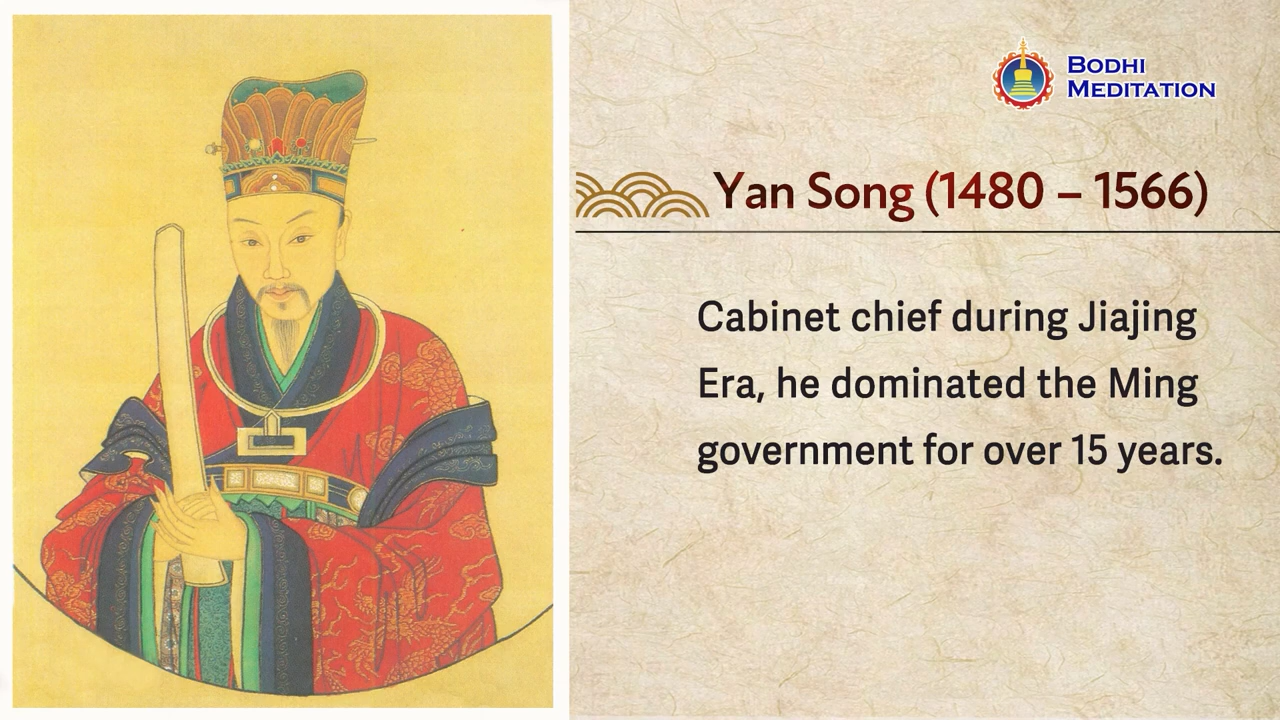 BODHI
MEDITATION
Yan Song (1480 – 1566)
Cabinet chief during Jiajing
Era, he dominated the Ming
government for over 15 years.